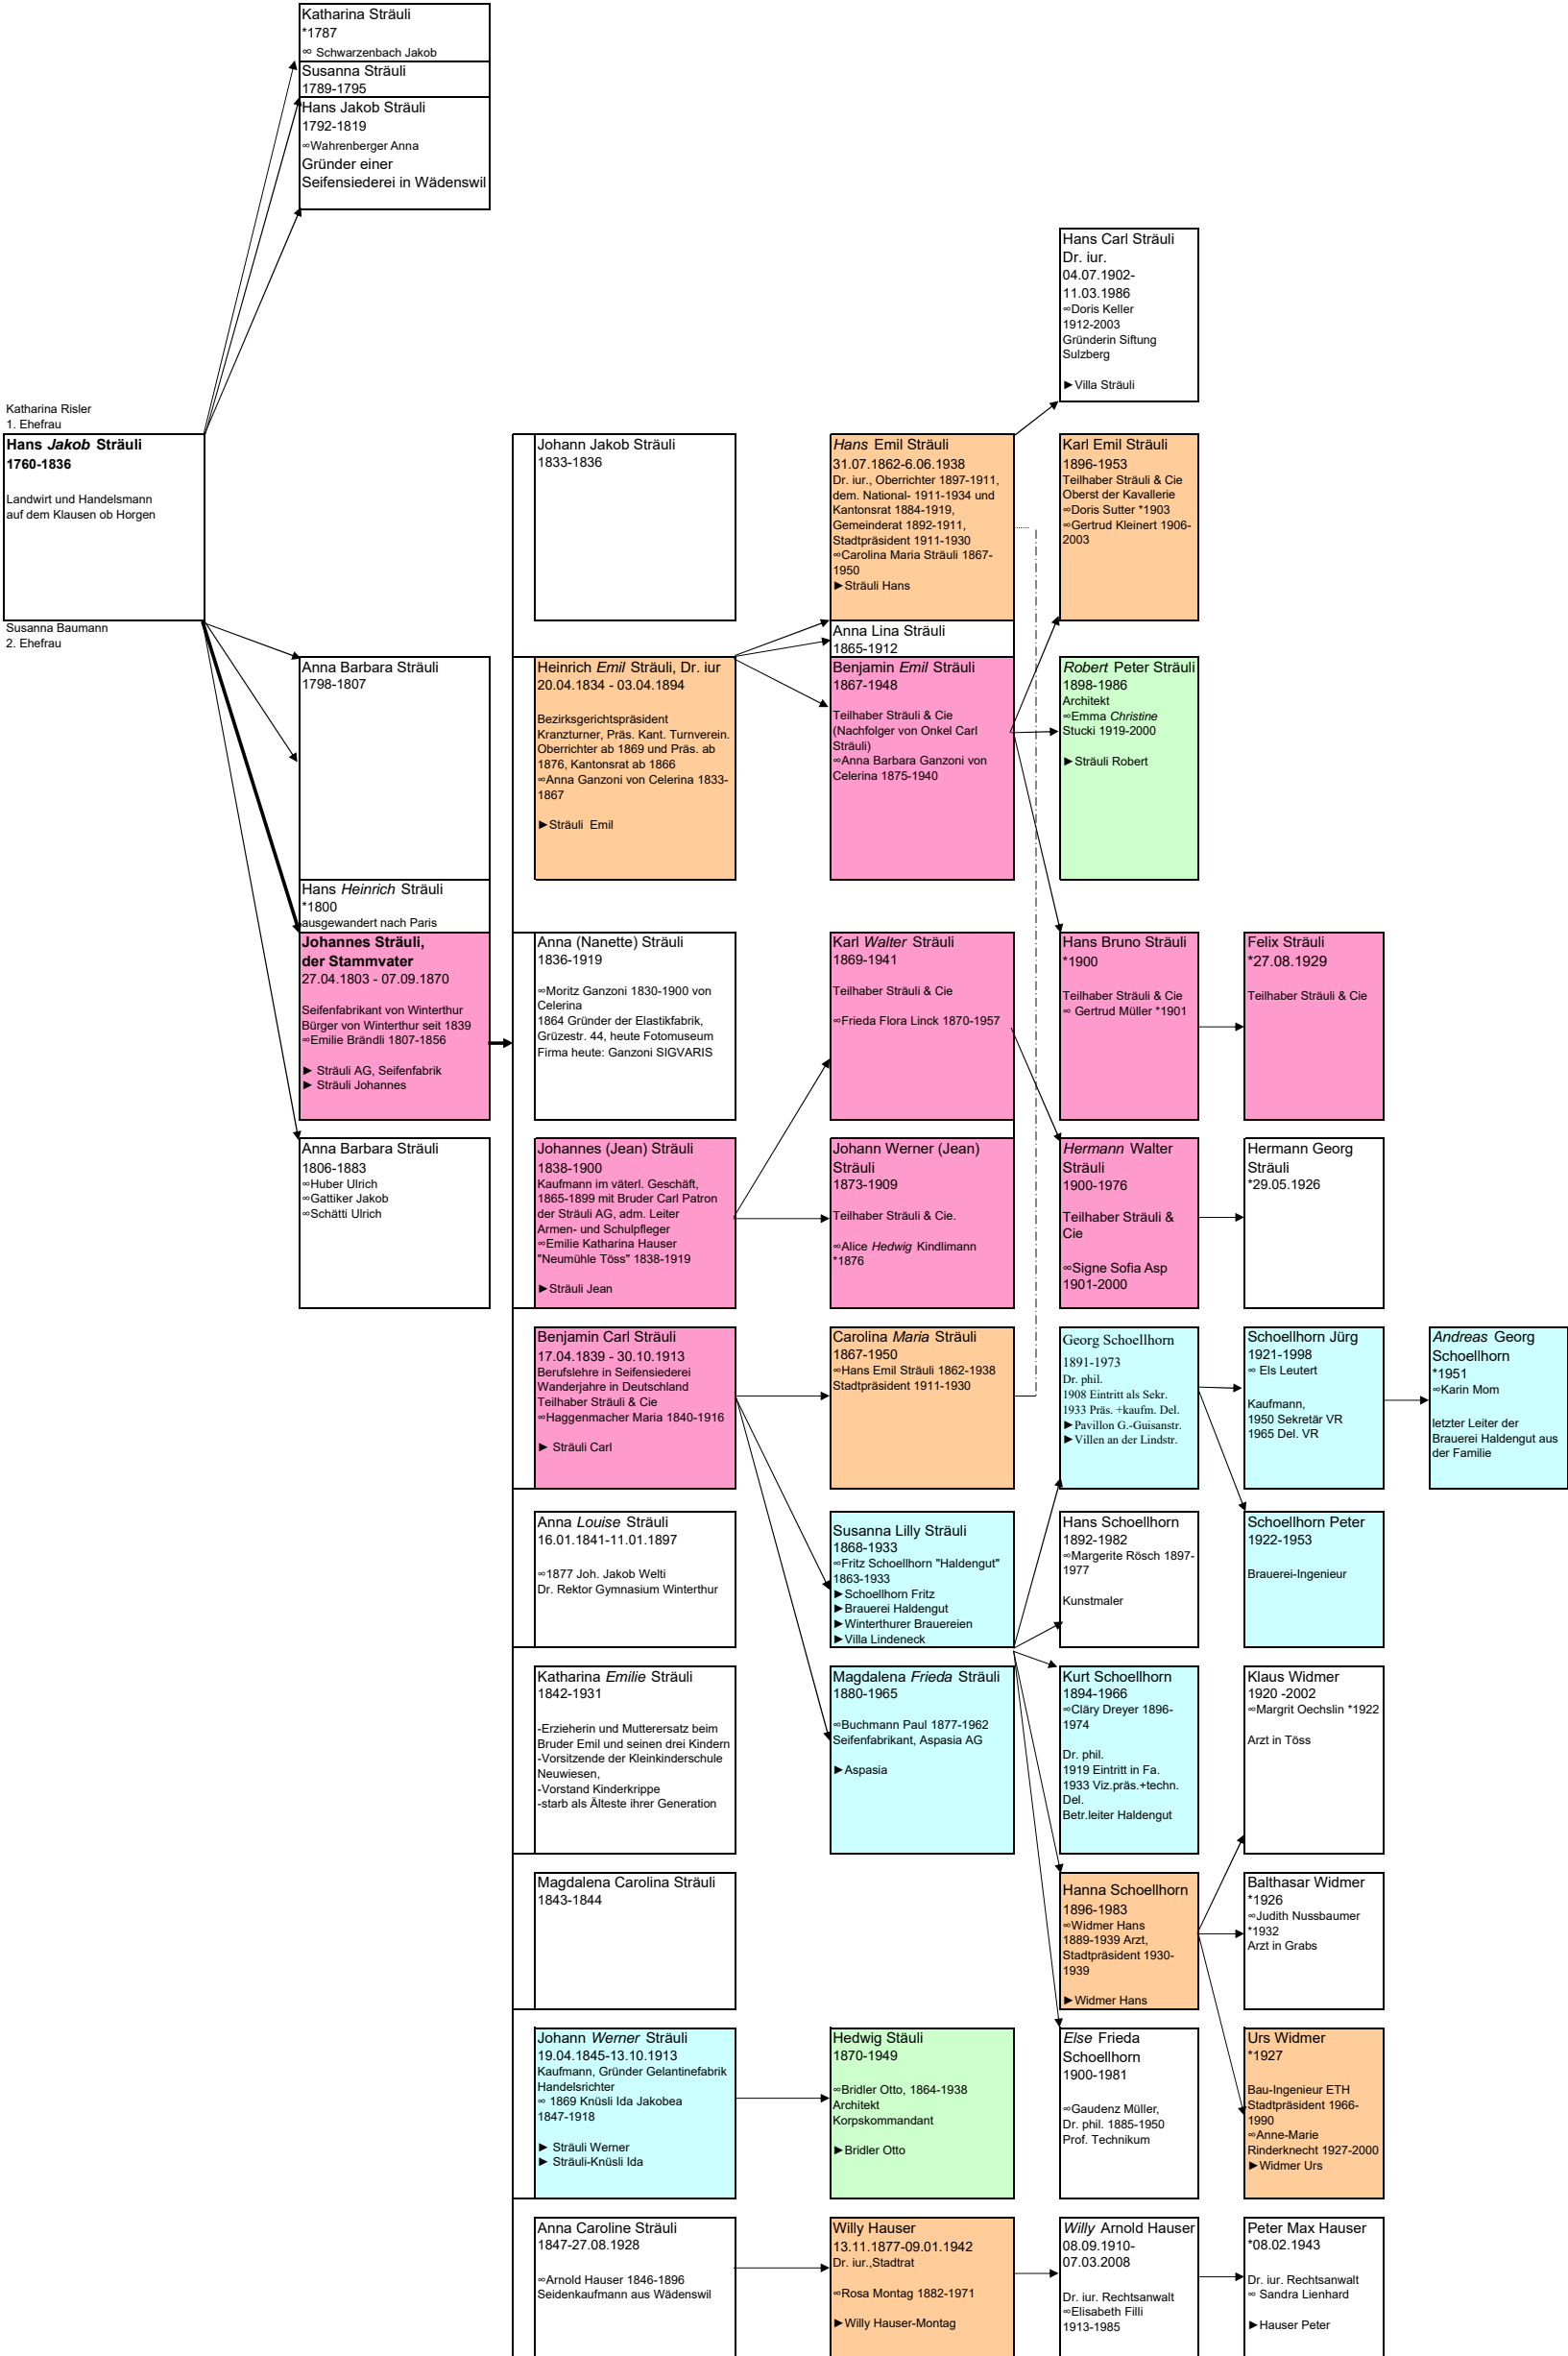 Katharina Sträuli
*1787
∞ Schwarzenbach Jakob
Susanna Sträuli
1789-1795
Hans Jakob Sträuli
1792-1819
∞Wahrenberger Anna
Gründer einer
Seifensiederei in Wädenswil
Katharina Risler
1. Ehefrau
Hans Jakob Sträuli
1760-1836
Landwirt und Handelsmann
auf dem Klausen ob Horgen
Susanna Baumann
2. Ehefrau
Anna Barbara Sträuli
1798-1807
Hans Heinrich Sträuli
*1800
ausgewandert nach Paris
Johannes Sträuli,
der Stammvater
27.04.1803 - 07.09.1870
Seifenfabrikant von Winterthur
Bürger von Winterthur seit 1839
∞Emilie Brändli 1807-1856
► Sträuli AG, Seifenfabrik
► Sträuli Johannes
Anna Barbara Sträuli
1806-1883
∞Huber Ulrich
∞Gattiker Jakob
∞Schätti Ulrich
Johann Jakob Sträuli
1833-1836
Heinrich Emil Sträuli, Dr. iur
20.04.1834 - 03.04.1894
Bezirksgerichtspräsident
Kranzturner, Präs. Kant. Turnverein.
Oberrichter ab 1869 und Präs. ab
1876, Kantonsrat ab 1866
∞Anna Ganzoni von Celerina 1833-
1867
►Sträuli Emil
Anna (Nanette) Sträuli
1836-1919
∞Moritz Ganzoni 1830-1900 von
Celerina
1864 Gründer der Elastikfabrik,
Grüzestr. 44, heute Fotomuseum
Firma heute: Ganzoni SIGVARIS
Johannes (Jean) Sträuli
1838-1900
Kaufmann im väterl. Geschäft,
1865-1899 mit Bruder Carl Patron
der Sträuli AG, adm. Leiter
Armen- und Schulpfleger
∞Emilie Katharina Hauser
"Neumühle Töss" 1838-1919
►Sträuli Jean
Benjamin Carl Sträuli
17.04.1839 - 30.10.1913
Berufslehre in Seifensiederei
Wanderjahre in Deutschland
Teilhaber Sträuli & Cie
∞Haggenmacher Maria 1840-1916
► Sträuli Carl
Anna Louise Sträuli
16.01.1841-11.01.1897
∞1877 Joh. Jakob Welti
Dr. Rektor Gymnasium Winterthur
Katharina Emilie Sträuli
1842-1931
-Erzieherin und Mutterersatz beim
Bruder Emil und seinen drei Kindern
-Vorsitzende der Kleinkinderschule
Neuwiesen,
-Vorstand Kinderkrippe
-starb als Älteste ihrer Generation
Magdalena Carolina Sträuli
1843-1844
Johann Werner Sträuli
19.04.1845-13.10.1913
Kaufmann, Gründer Gelantinefabrik
Handelsrichter
∞ 1869 Knüsli Ida Jakobea
1847-1918
► Sträuli Werner
► Sträuli-Knüsli Ida
Anna Caroline Sträuli
1847-27.08.1928
∞Arnold Hauser 1846-1896
Seidenkaufmann aus Wädenswil
Hans Emil Sträuli
31.07.1862-6.06.1938
Dr. iur., Oberrichter 1897-1911,
dem. National- 1911-1934 und
Kantonsrat 1884-1919,
Gemeinderat 1892-1911,
Stadtpräsident 1911-1930
∞Carolina Maria Sträuli 1867-
1950
►Sträuli Hans
Anna Lina Sträuli
1865-1912
Benjamin Emil Sträuli
1867-1948
Teilhaber Sträuli & Cie
(Nachfolger von Onkel Carl
Sträuli)
∞Anna Barbara Ganzoni von
Celerina 1875-1940
Karl Walter Sträuli
1869-1941
Teilhaber Sträuli & Cie
∞Frieda Flora Linck 1870-1957
Johann Werner (Jean)
Sträuli
1873-1909
Teilhaber Sträuli & Cie.
∞Alice Hedwig Kindlimann
*1876
Carolina Maria Sträuli
1867-1950
∞Hans Emil Sträuli 1862-1938
Stadtpräsident 1911-1930
Susanna Lilly Sträuli
1868-1933
∞Fritz Schoellhorn "Haldengut"
1863-1933
►Schoellhorn Fritz
►Brauerei Haldengut
►Winterthurer Brauereien
►Villa Lindeneck
Magdalena Frieda Sträuli
1880-1965
∞Buchmann Paul 1877-1962
Seifenfabrikant, Aspasia AG
►Aspasia
Hedwig Stäuli
1870-1949
∞Bridler Otto, 1864-1938
Architekt
Korpskommandant
►Bridler Otto
Willy Hauser
13.11.1877-09.01.1942
Dr. iur.,Stadtrat
∞Rosa Montag 1882-1971
►Willy Hauser-Montag
Hans Carl Sträuli
Dr. iur.
04.07.1902-
11.03.1986
∞Doris Keller
1912-2003
Gründerin Siftung
Sulzberg
►Villa Sträuli
Karl Emil Sträuli
1896-1953
Teilhaber Sträuli & Cie
Oberst der Kavallerie
∞Doris Sutter *1903
∞Gertrud Kleinert 1906-
2003
Robert Peter Sträuli
1898-1986
Architekt
∞Emma Christine
Stucki 1919-2000
►Sträuli Robert
Hans Bruno Sträuli
*1900
Teilhaber Sträuli & Cie
∞ Gertrud Müller *1901
Hermann Walter
Sträuli
1900-1976
Teilhaber Sträuli &
Cie
∞Signe Sofia Asp
1901-2000
Georg Schoellhorn
1891-1973
Dr. phil.
1908 Eintritt als Sekr.
1933 Präs. +kaufm. Del.
►Pavillon G.-Guisanstr.
►Villen an der Lindstr.
Hans Schoellhorn
1892-1982
∞Margerite Rösch 1897-
1977
Kunstmaler
Kurt Schoellhorn
1894-1966
∞Cläry Dreyer 1896-
1974
Dr. phil.
1919 Eintritt in Fa.
1933 Viz.präs.+techn.
Del.
Betr.leiter Haldengut
Hanna Schoellhorn
1896-1983
∞Widmer Hans
1889-1939 Arzt,
Stadtpräsident 1930-
1939
►Widmer Hans
Else Frieda
Schoellhorn
1900-1981
∞Gaudenz Müller,
Dr. phil. 1885-1950
Prof. Technikum
Willy Arnold Hauser
08.09.1910-
07.03.2008
Dr. iur. Rechtsanwalt
∞Elisabeth Filli
1913-1985
Felix Sträuli
*27.08.1929
Teilhaber Sträuli & Cie
Hermann Georg
Sträuli
*29.05.1926
Schoellhorn Jürg
1921-1998
∞ Els Leutert
Kaufmann,
1950 Sekretär VR
1965 Del. VR
Schoellhorn Peter
1922-1953
Brauerei-Ingenieur
Klaus Widmer
1920 -2002
∞Margrit Oechslin *1922
Arzt in Töss
Balthasar Widmer
*1926
∞Judith Nussbaumer
*1932
Arzt in Grabs
Urs Widmer
*1927
Bau-Ingenieur ETH
Stadtpräsident 1966-
1990
∞Anne-Marie
Rinderknecht 1927-2000
►Widmer Urs
Peter Max Hauser
*08.02.1943
Dr. iur. Rechtsanwalt
∞ Sandra Lienhard
►Hauser Peter
Andreas Georg
Schoellhorn
*1951
∞Karin Mom
letzter Leiter der
Brauerei Haldengut aus
der Familie